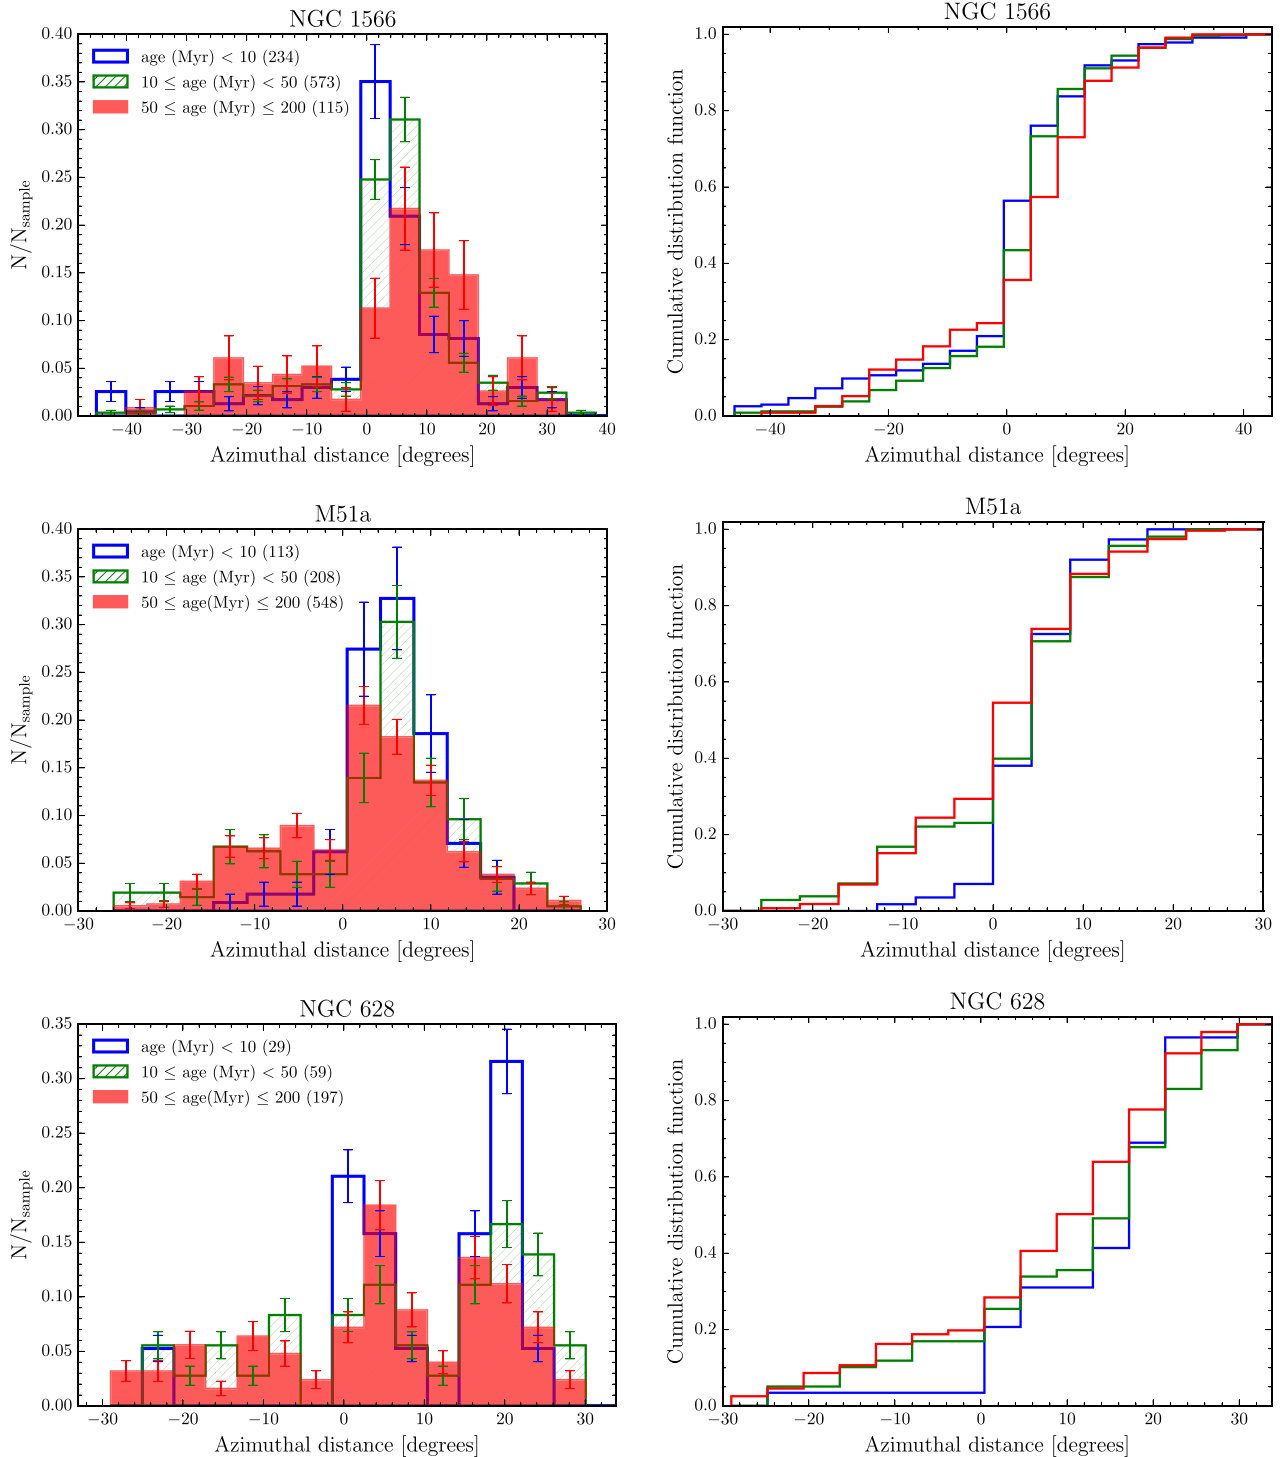 NGC 1566
0.40
0.35
0.30
0.25
0.20
0.15
0.10
0.05
0.00
N/N_sample
age (Myr) < 10 (234)
10 ≤ age (Myr) < 50 (573)
50 ≤ age (Myr) ≤ 200 (115)
−40 −30 −20 −10 0 10 20 30 40
Azimuthal distance [degrees]
NGC 1566
1.0
0.8
0.6
0.4
0.2
0.0
Cumulative distribution function
−40 −20 0 20 40
Azimuthal distance [degrees]
M51a
0.40
0.35
0.30
0.25
0.20
0.15
0.10
0.05
0.00
N/N_sample
age (Myr) < 10 (113)
10 ≤ age (Myr) < 50 (208)
50 ≤ age(Myr) ≤ 200 (548)
−30 −20 −10 0 10 20 30
Azimuthal distance [degrees]
M51a
1.0
0.8
0.6
0.4
0.2
0.0
Cumulative distribution function
−30 −20 −10 0 10 20 30
Azimuthal distance [degrees]
NGC 628
0.35
0.30
0.25
0.20
0.15
0.10
0.05
0.00
N/N_sample
age (Myr) < 10 (29)
10 ≤ age (Myr) < 50 (59)
50 ≤ age(Myr) ≤ 200 (197)
−30 −20 −10 0 10 20 30
Azimuthal distance [degrees]
NGC 628
1.0
0.8
0.6
0.4
0.2
0.0
Cumulative distribution function
−30 −20 −10 0 10 20 30
Azimuthal distance [degrees]